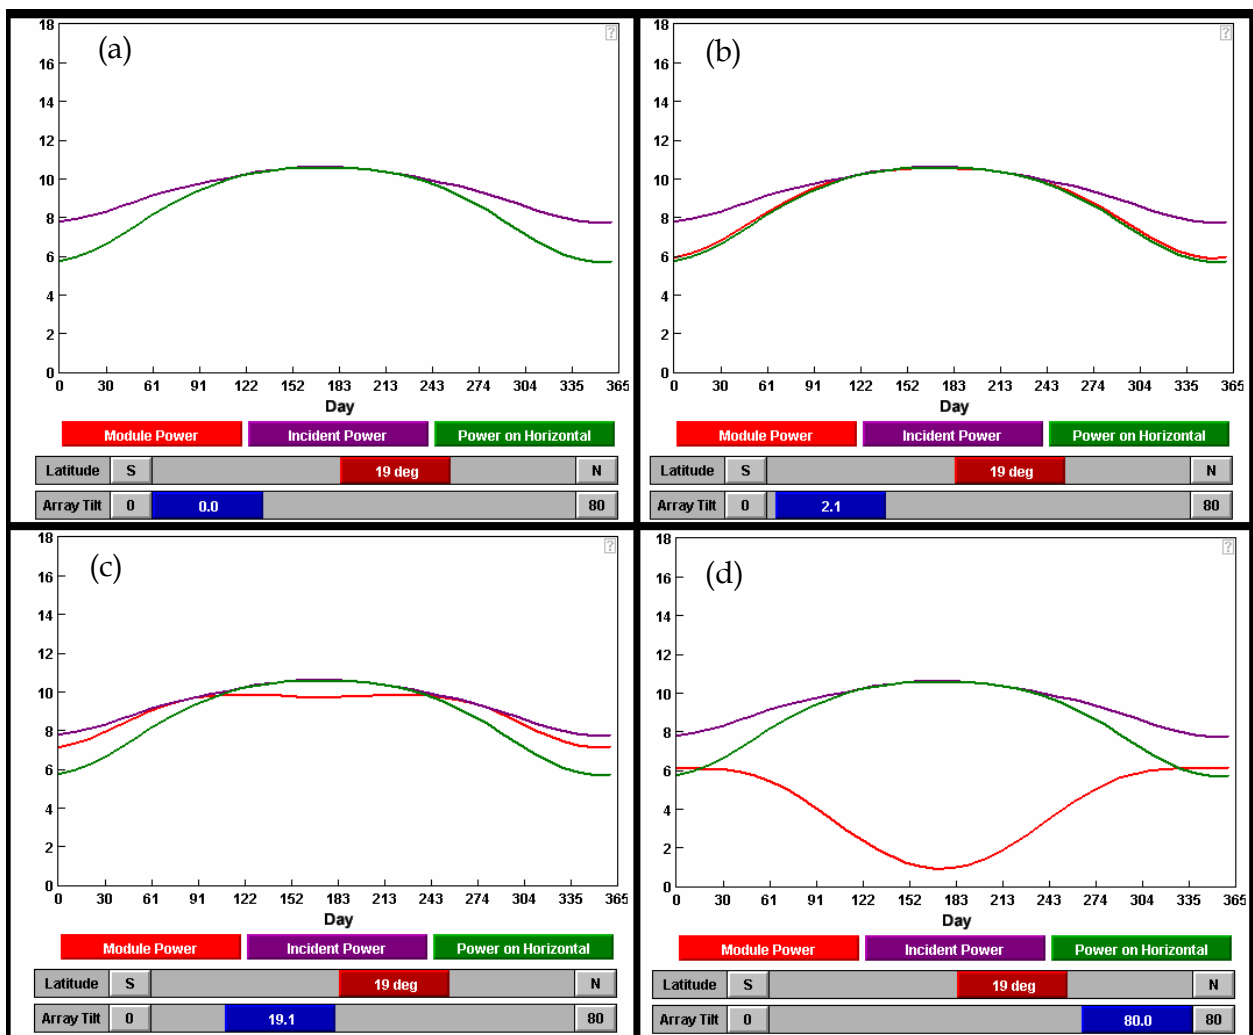 (a)
?
18
16
14
12
10
8
6
4
2
0
0 30 61 91 122 152 183 213 243 274 304 335 365
Day
Module Power Incident Power Power on Horizontal
Latitude S 19 deg N
Array Tilt 0 0.0 80
(b)
?
18
16
14
12
10
8
6
4
2
0
0 30 61 91 122 152 183 213 243 274 304 335 365
Day
Module Power Incident Power Power on Horizontal
Latitude S 19 deg N
Array Tilt 0 2.1 80
(c)
?
18
16
14
12
10
8
6
4
2
0
0 30 61 91 122 152 183 213 243 274 304 335 365
Day
Module Power Incident Power Power on Horizontal
Latitude S 19 deg N
Array Tilt 0 19.1 80
(d)
?
18
16
14
12
10
8
6
4
2
0
0 30 61 91 122 152 183 213 243 274 304 335 365
Day
Module Power Incident Power Power on Horizontal
Latitude S 19 deg N
Array Tilt 0 80.0 80